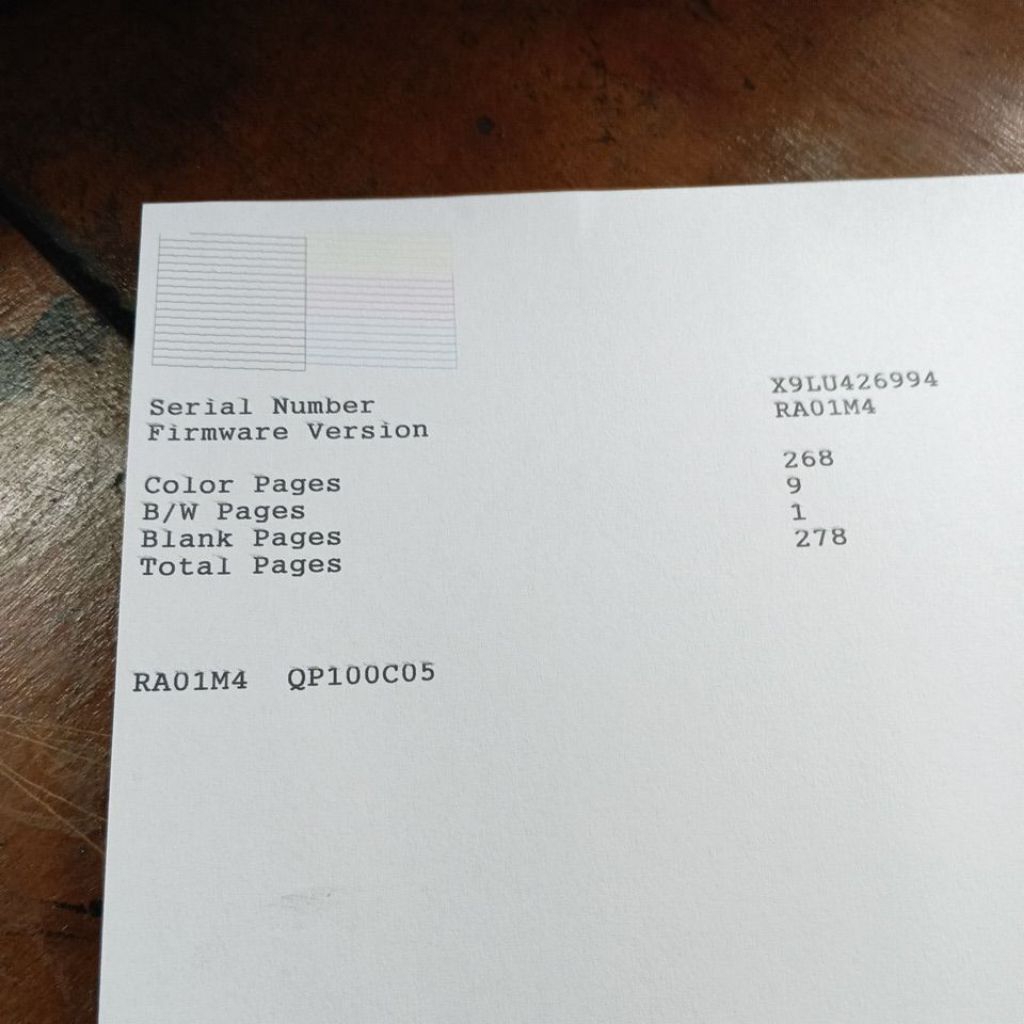 Serial Number X9LU426994
Firmware Version RA01M4
Color Pages 268
B/W Pages 9
Blank Pages 1
Total Pages 278
RA01M4 QP100C05